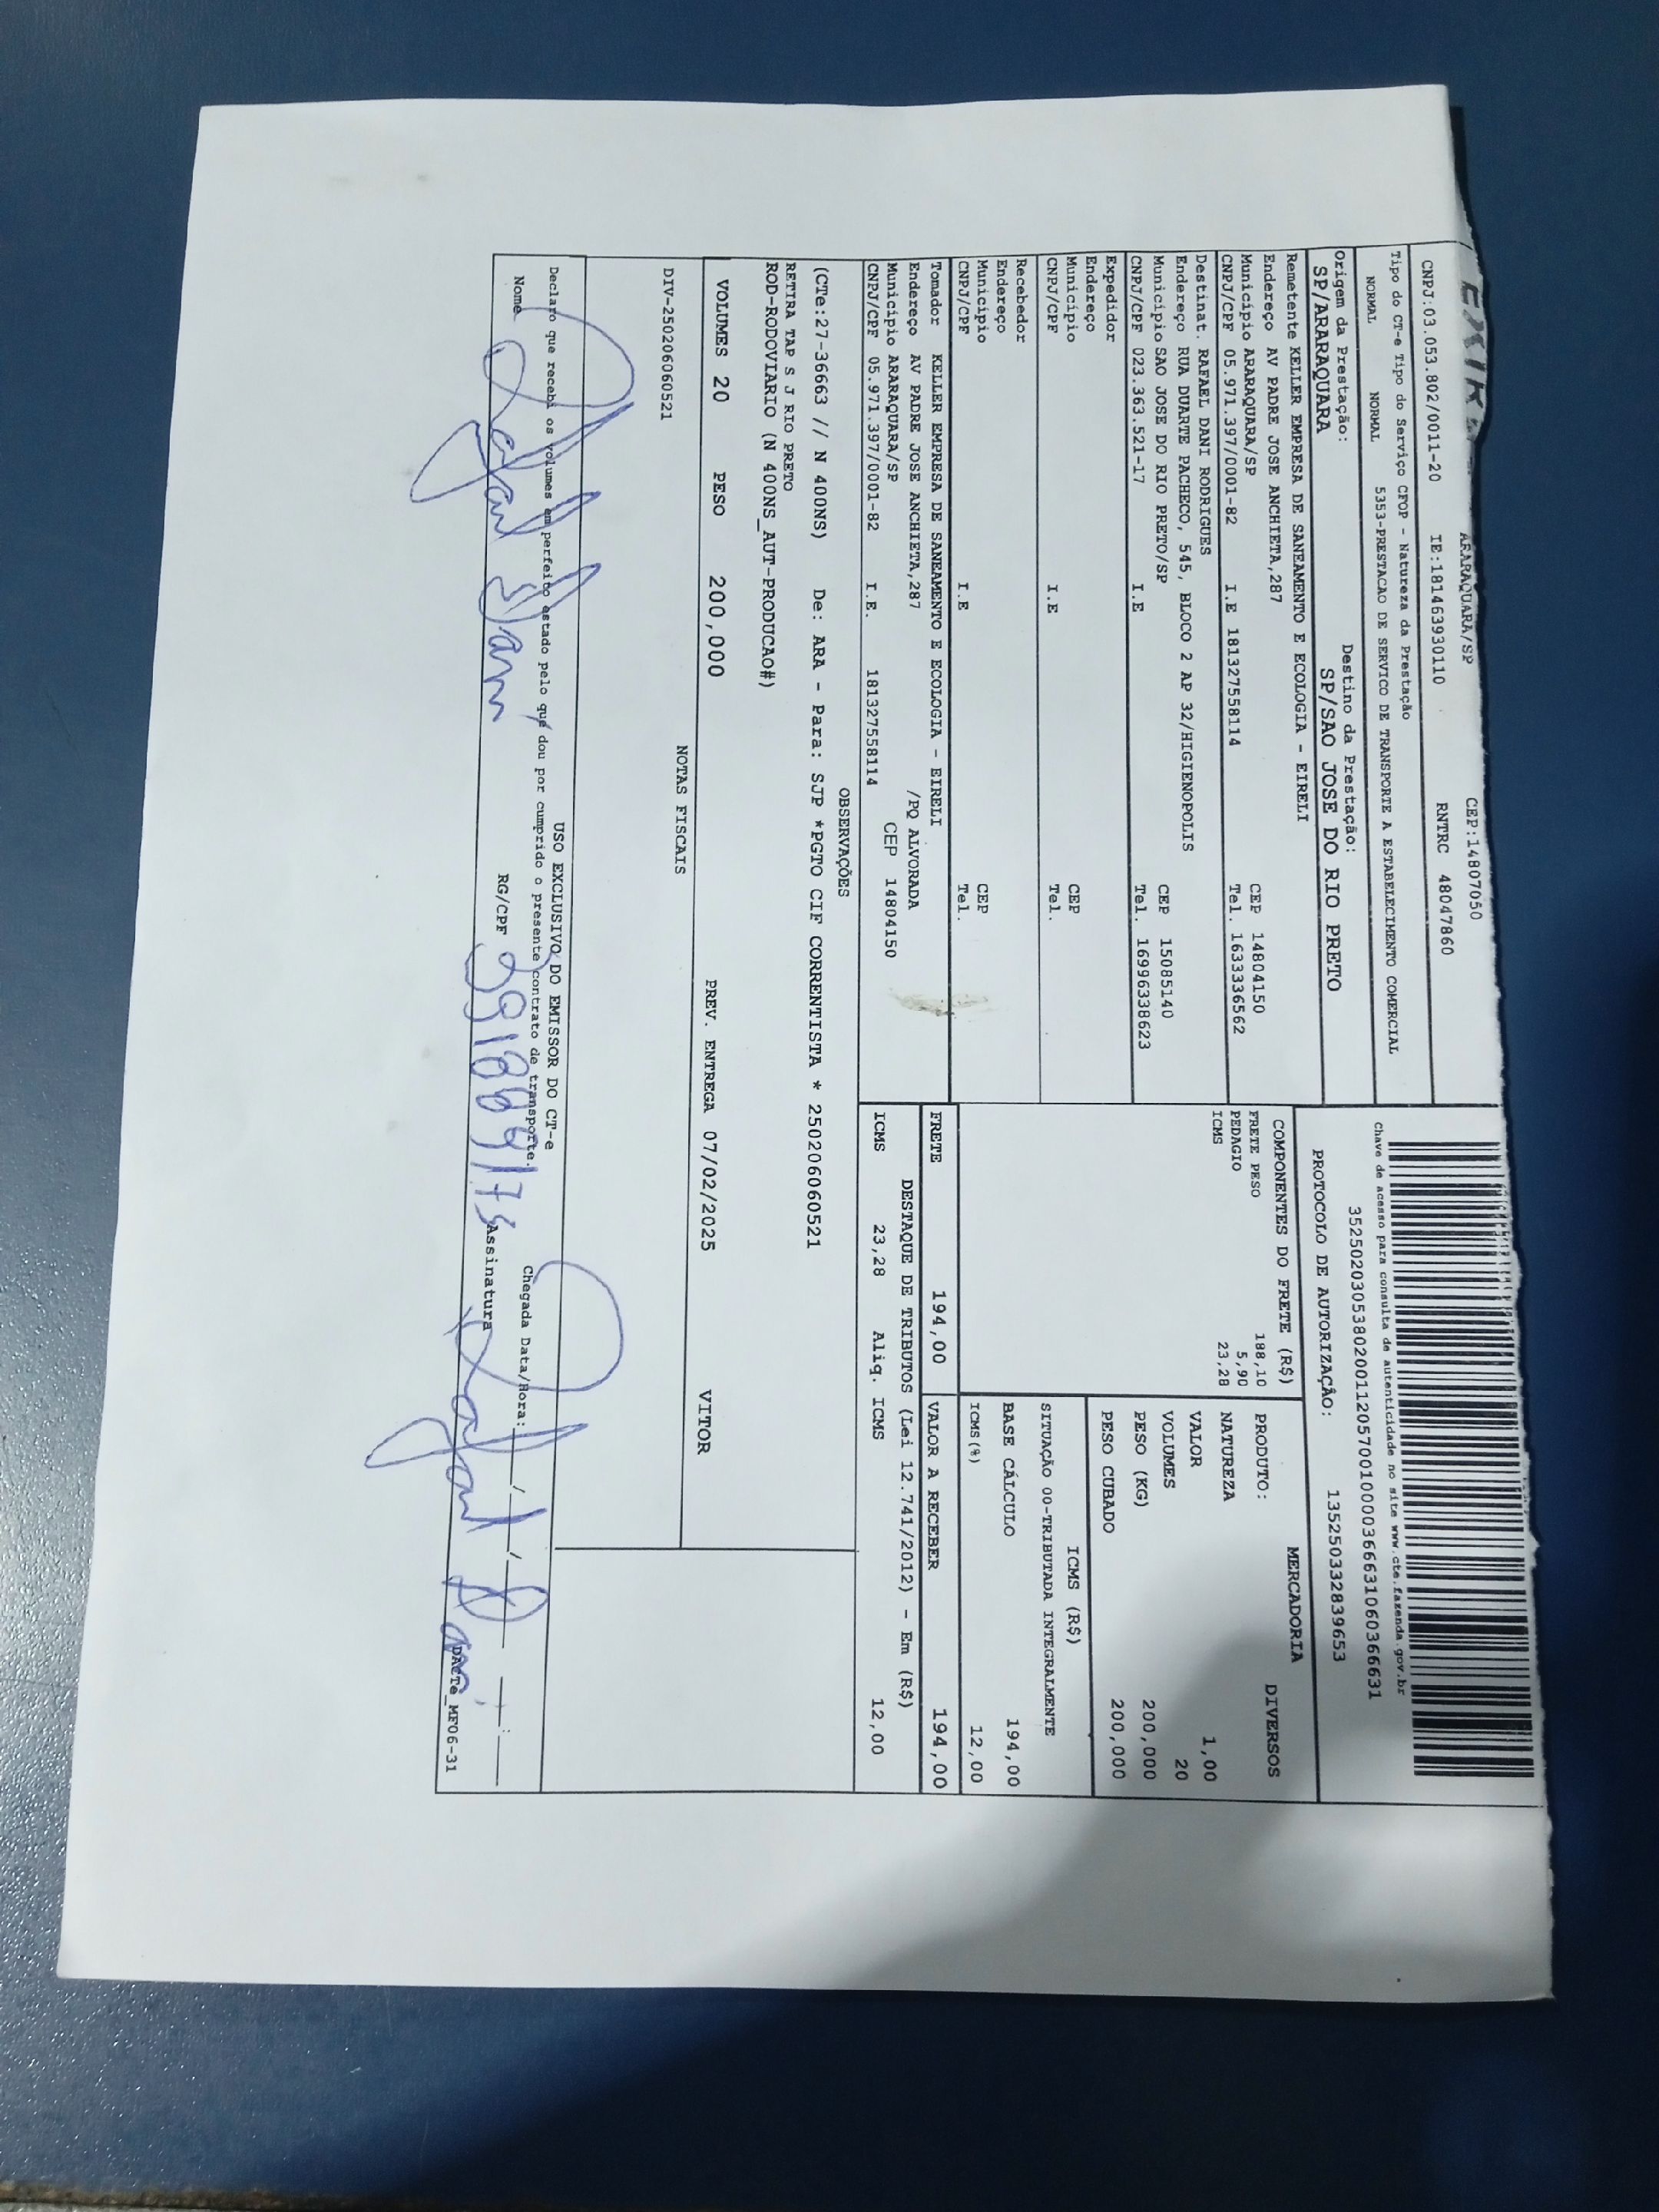 ARARAQUARA/SP CEP:14807050
CNPJ:03.053.802/0011-20 IE:181463930110 RNTRC 48047860
Tipo do CT-e Tipo do Serviço CFOP - Natureza da Prestação
NORMAL NORMAL 5353-PRESTACAO DE SERVICO DE TRANSPORTE A ESTABELECIMENTO COMERCIAL
Origem da Prestação: Destino da Prestação:
SP/ARARAQUARA SP/SAO JOSE DO RIO PRETO
Chave de acesso para consulta de autenticidade no site www.cte.fazenda.gov.br
35250203053802001120570010000366631060366631
PROTOCOLO DE AUTORIZAÇÃO: 135250332839653
Remetente KELLER EMPRESA DE SANEAMENTO E ECOLOGIA - EIRELI
Endereço AV PADRE JOSE ANCHIETA,287
Município ARARAQUARA/SP CEP 14804150
CNPJ/CPF 05.971.397/0001-82 I.E 181327558114 Tel. 1633336562
Destinat. RAFAEL DANI RODRIGUES
Endereço RUA DUARTE PACHECO, 545, BLOCO 2 AP 32/HIGIENOPOLIS
Município SAO JOSE DO RIO PRETO/SP CEP 15085140
CNPJ/CPF 023.363.521-17 I.E Tel. 16996338623
Expedidor
Endereço
Município CEP
CNPJ/CPF I.E Tel.
Recebedor
Endereço
Município CEP
CNPJ/CPF I.E Tel.
Tomador KELLER EMPRESA DE SANEAMENTO E ECOLOGIA - EIRELI
Endereço AV PADRE JOSE ANCHIETA,287 /PQ ALVORADA
Município ARARAQUARA/SP CEP 14804150
CNPJ/CPF 05.971.397/0001-82 I.E. 181327558114
COMPONENTES DO FRETE (R$)
FRETE PESO 188,10
PEDAGIO 5,90
ICMS 23,28
MERCADORIA
PRODUTO: DIVERSOS
NATUREZA
VALOR 1,00
VOLUMES 20
PESO (KG) 200,000
PESO CUBADO 200,000
ICMS (R$)
SITUAÇÃO 00-TRIBUTADA INTEGRALMENTE
BASE CÁLCULO 194,00
ICMS(%) 12,00
FRETE 194,00 VALOR A RECEBER 194,00
DESTAQUE DE TRIBUTOS (Lei 12.741/2012) - Em (R$)
ICMS 23,28 Aliq. ICMS 12,00
OBSERVAÇÕES
(CTe:27-36663 // N 400NS) De: ARA - Para: SJP *PGTO CIF CORRENTISTA * 250206060521
RETIRA TAP S J RIO PRETO
ROD-RODOVIARIO (N 400NS_AUT-PRODUCAO#)
VOLUMES 20 PESO 200,000 PREV. ENTREGA 07/02/2025 VITOR
NOTAS FISCAIS
DIV-250206060521
USO EXCLUSIVO DO EMISSOR DO CT-e
Declaro que recebi os volumes em perfeito estado pelo que dou por cumprido o presente contrato de transporte. Chegada Data/Hora: __/__/__ __:__
Nome Rafael Dani RG/CPF Assinatura Rafael Dani
DACTe_MF06-31